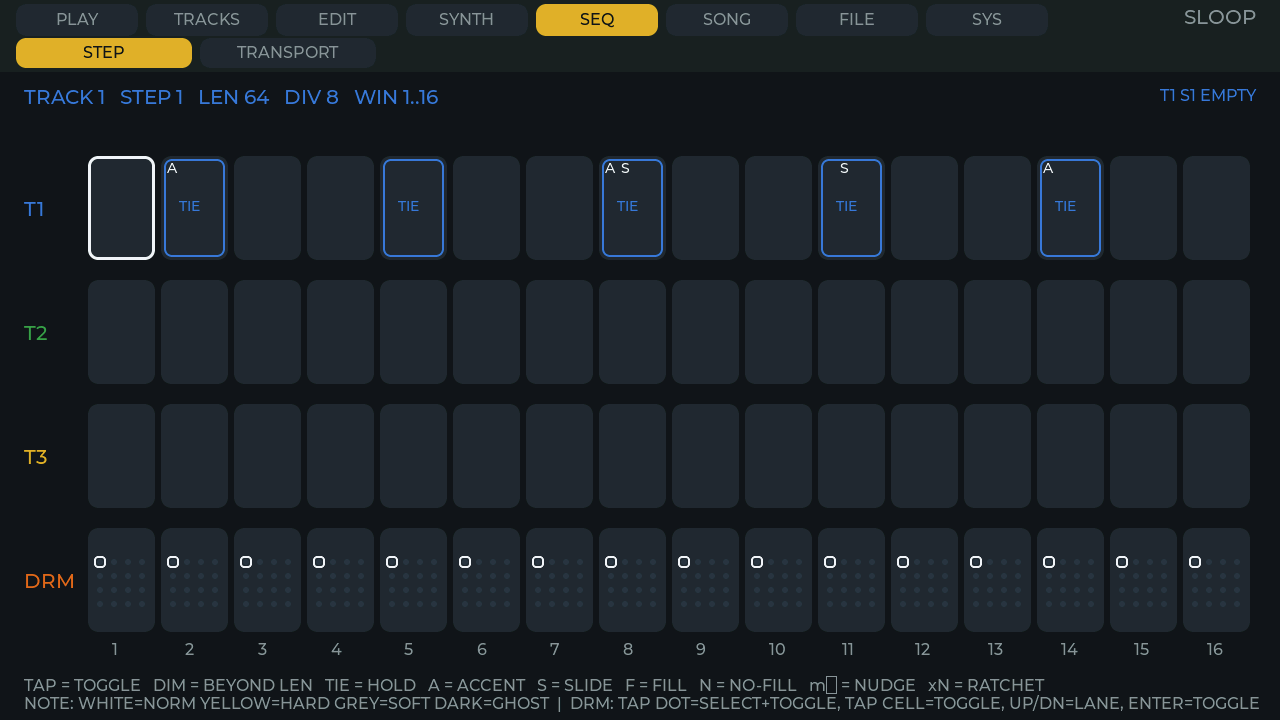 PLAY TRACKS EDIT SYNTH SEQ SONG FILE SYS SLOOP
STEP TRANSPORT
TRACK 1 STEP 1 LEN 64 DIV 8 WIN 1..16 T1 S1 EMPTY
A A S S A
T1 TIE TIE TIE TIE TIE
T2
T3
DRM
1 2 3 4 5 6 7 8 9 10 11 12 13 14 15 16
TAP = TOGGLE DIM = BEYOND LEN TIE = HOLD A = ACCENT S = SLIDE F = FILL N = NO-FILL m□ = NUDGE xN = RATCHET
NOTE: WHITE=NORM YELLOW=HARD GREY=SOFT DARK=GHOST | DRM: TAP DOT=SELECT+TOGGLE, TAP CELL=TOGGLE, UP/DN=LANE, ENTER=TOGGLE